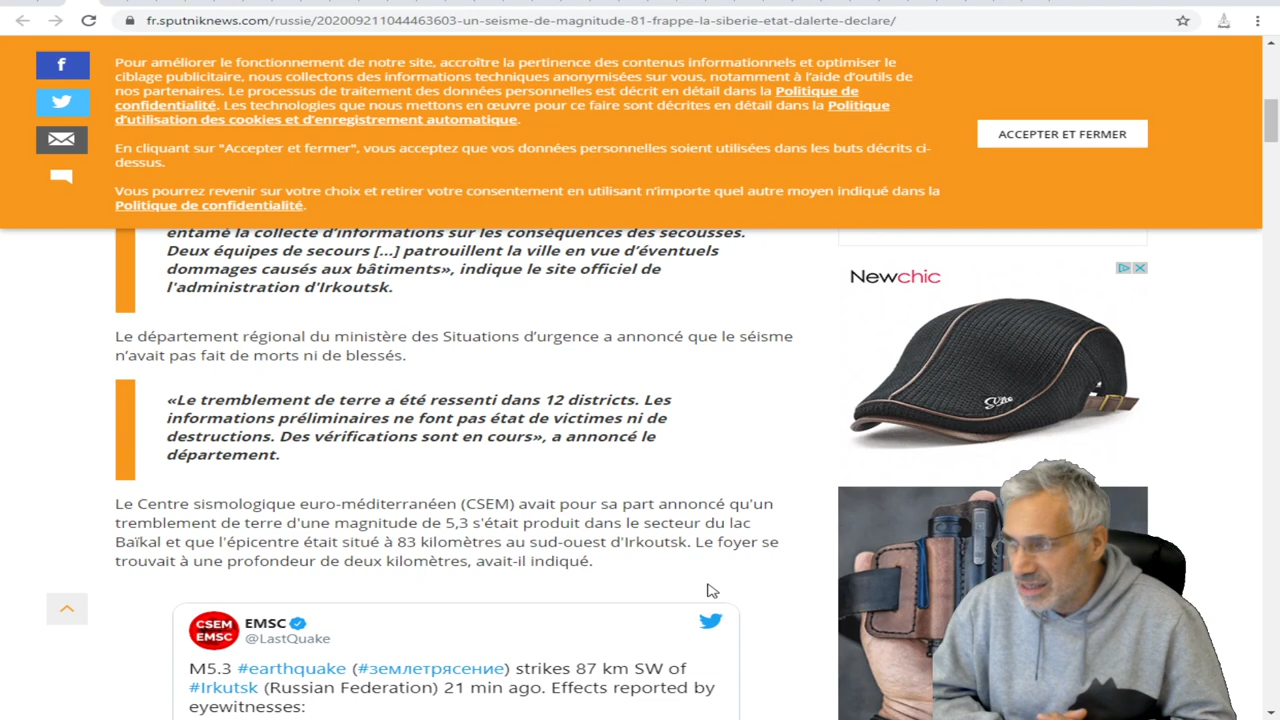 fr.sputniknews.com/russie/202009211044463603-un-seisme-de-magnitude-81-frappe-la-siberie-etat-dalerte-declare/
Pour améliorer le fonctionnement de notre site, accroître la pertinence des contenus informationnels et optimiser le
ciblage publicitaire, nous collectons des informations techniques anonymisées sur vous, notamment à l'aide d'outils de
nos partenaires. Le processus de traitement des données personnelles est décrit en détail dans la Politique de
confidentialité. Les technologies que nous mettons en œuvre pour ce faire sont décrites en détail dans la Politique
d'utilisation des cookies et d'enregistrement automatique.
En cliquant sur "Accepter et fermer", vous acceptez que vos données personnelles soient utilisées dans les buts décrits ci-
dessus.
Vous pourrez revenir sur votre choix et retirer votre consentement en utilisant n'importe quel autre moyen indiqué dans la
Politique de confidentialité.
ACCEPTER ET FERMER
entamé la collecte d'informations sur les conséquences des secousses.
Deux équipes de secours [...] patrouillent la ville en vue d'éventuels
dommages causés aux bâtiments», indique le site officiel de
l'administration d'Irkoutsk.
Le département régional du ministère des Situations d'urgence a annoncé que le séisme
n'avait pas fait de morts ni de blessés.
«Le tremblement de terre a été ressenti dans 12 districts. Les
informations préliminaires ne font pas état de victimes ni de
destructions. Des vérifications sont en cours», a annoncé le
département.
Le Centre sismologique euro-méditerranéen (CSEM) avait pour sa part annoncé qu'un
tremblement de terre d'une magnitude de 5,3 s'était produit dans le secteur du lac
Baïkal et que l'épicentre était situé à 83 kilomètres au sud-ouest d'Irkoutsk. Le foyer se
trouvait à une profondeur de deux kilomètres, avait-il indiqué.
CSEM
EMSC
EMSC
@LastQuake
M5.3 #earthquake (#землетрясение) strikes 87 km SW of
#Irkutsk (Russian Federation) 21 min ago. Effects reported by
eyewitnesses:
Newchic